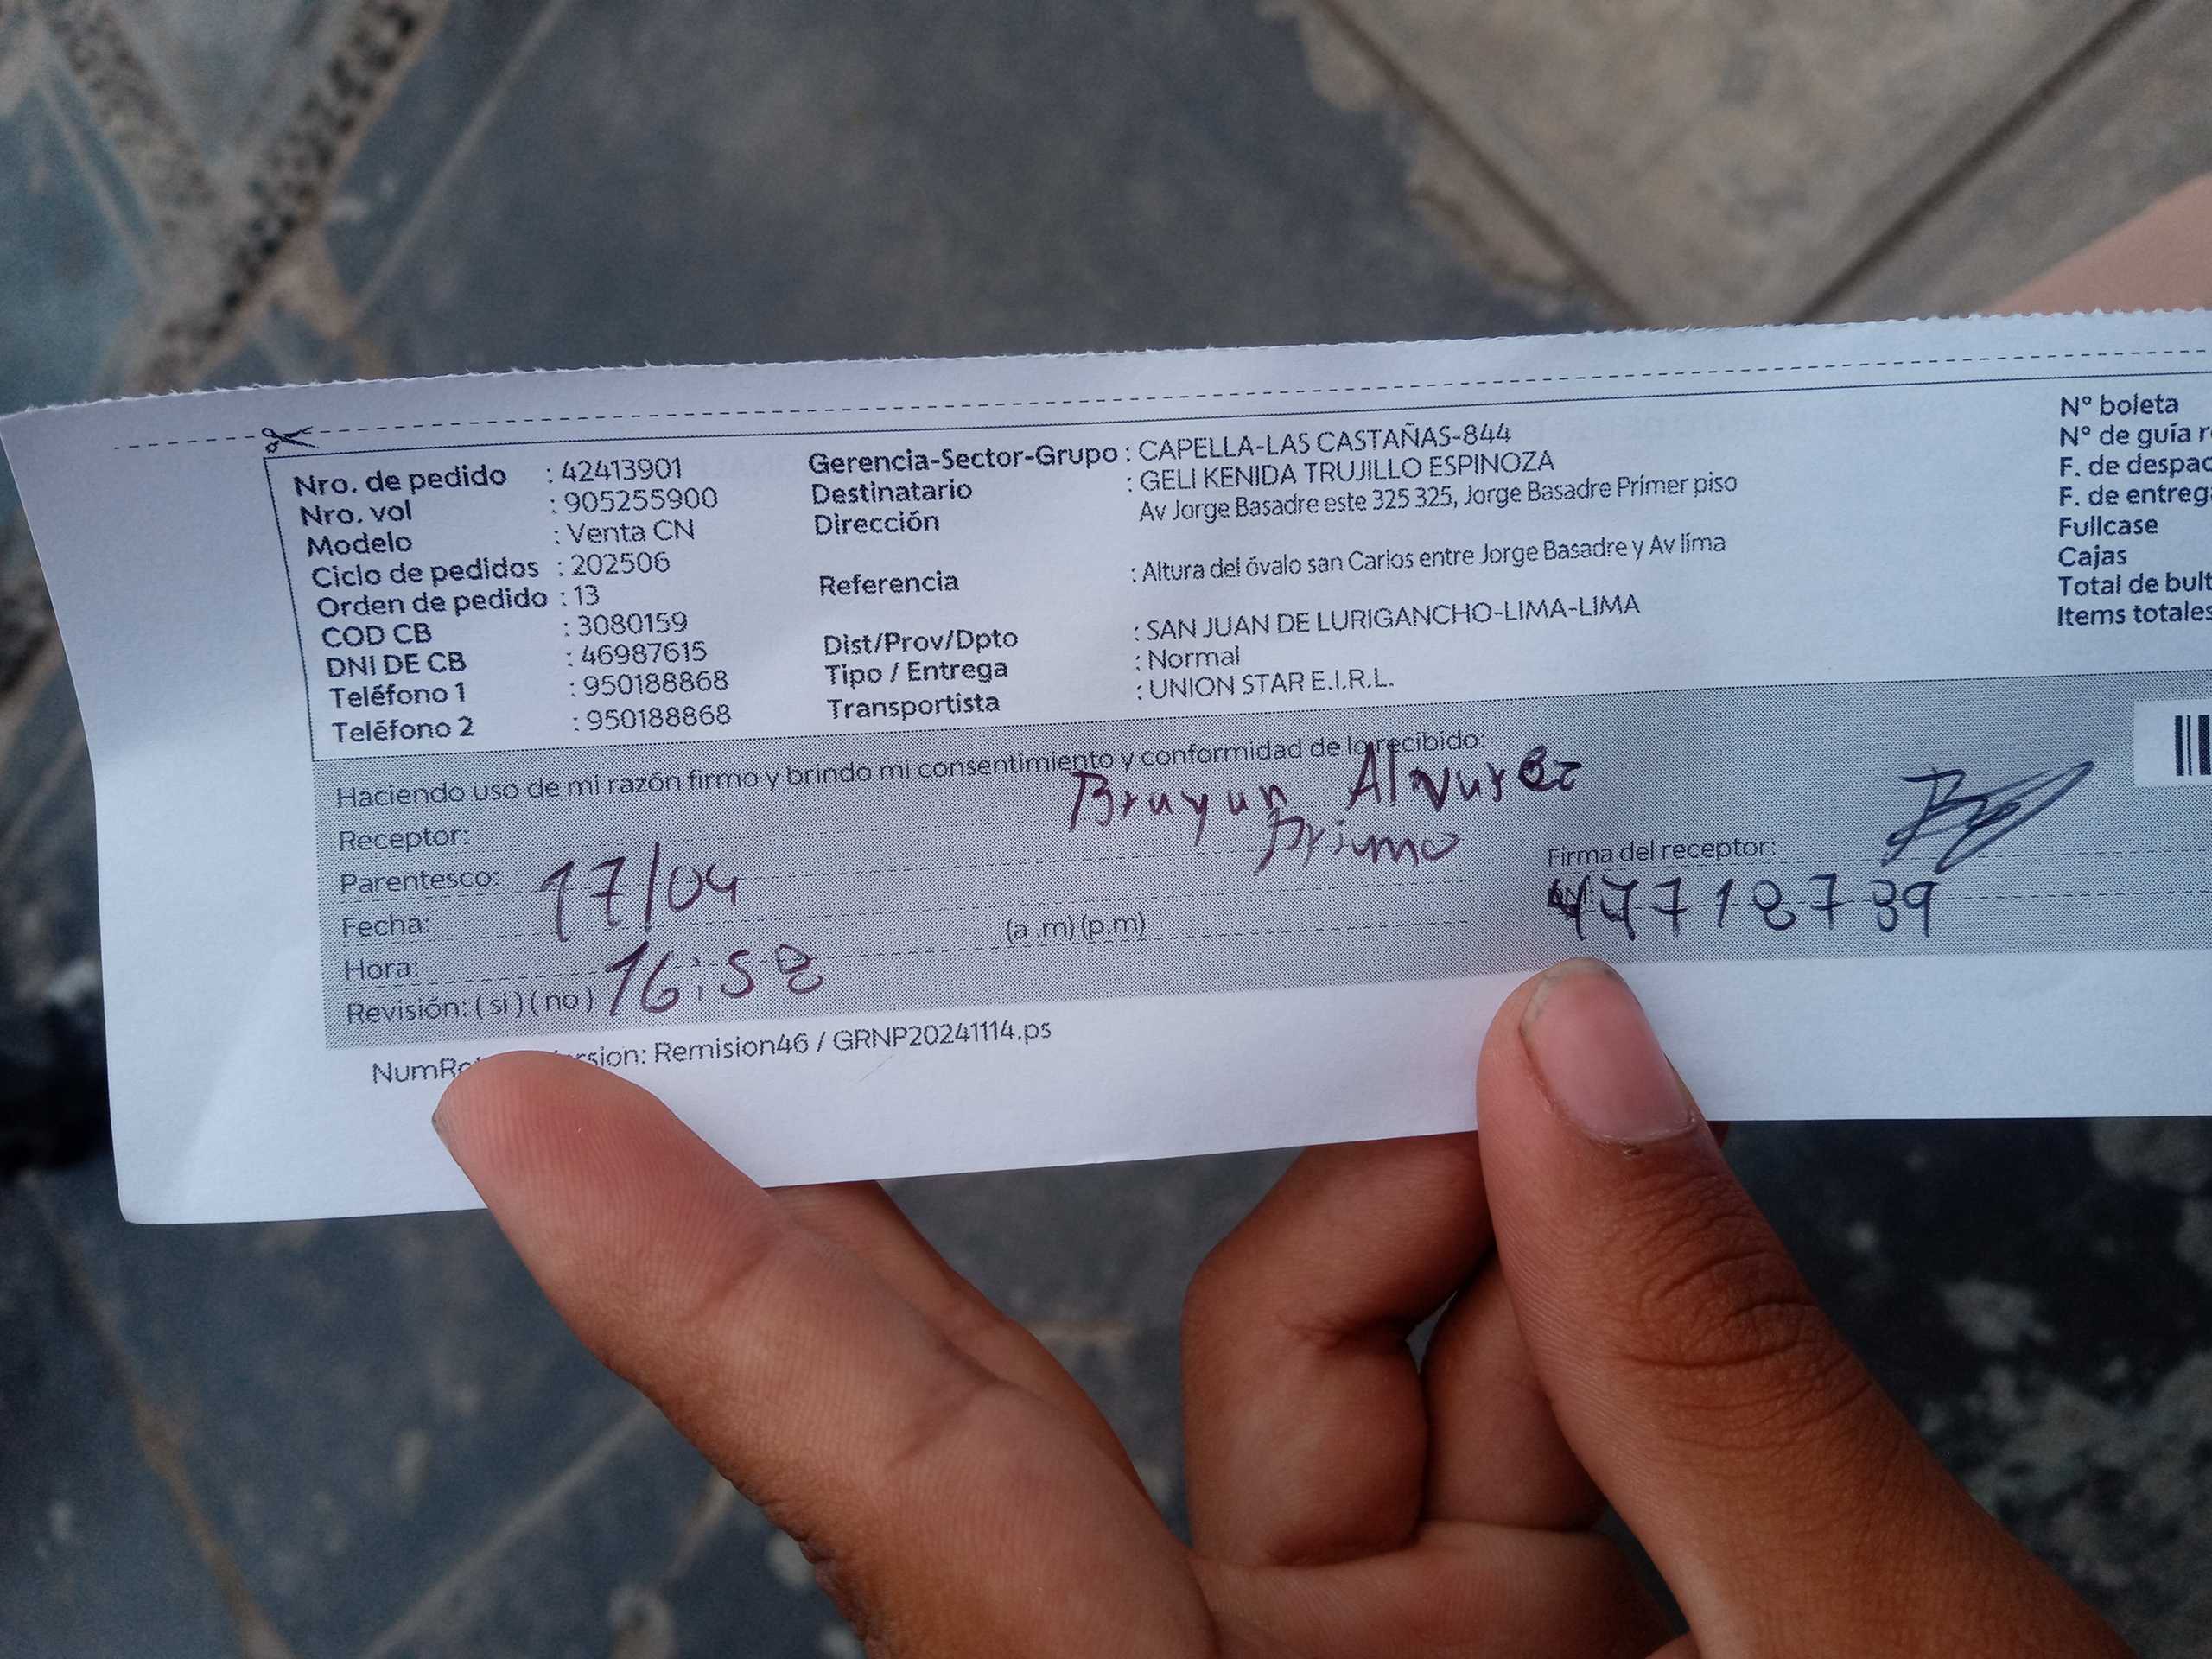 Nro. de pedido : 42413901
Nro. vol : 905255900
Modelo : Venta CN
Ciclo de pedidos : 202506
Orden de pedido : 13
COD CB : 3080159
DNI DE CB : 46987615
Teléfono 1 : 950188868
Teléfono 2 : 950188868
Gerencia-Sector-Grupo : CAPELLA-LAS CASTAÑAS-844
Destinatario : GELI KENIDA TRUJILLO ESPINOZA
Dirección Av Jorge Basadre este 325 325, Jorge Basadre Primer piso
Referencia : Altura del óvalo san Carlos entre Jorge Basadre y Av lima
Dist/Prov/Dpto : SAN JUAN DE LURIGANCHO-LIMA-LIMA
Tipo / Entrega : Normal
Transportista : UNION STAR E.I.R.L.
N° boleta
N° de guía r
F. de despac
F. de entreg
Fullcase
Cajas
Total de bult
Items totales
Haciendo uso de mi razón firmo y brindo mi consentimiento y conformidad de lo recibido:
Receptor: Brayan Alvarez
Parentesco: Primo
Fecha: 17/04
Hora: 16:58 (a .m) (p.m)
Revisión: ( si ) ( no )
Firma del receptor:
47718789
NumR rsion: Remision46 / GRNP20241114.ps